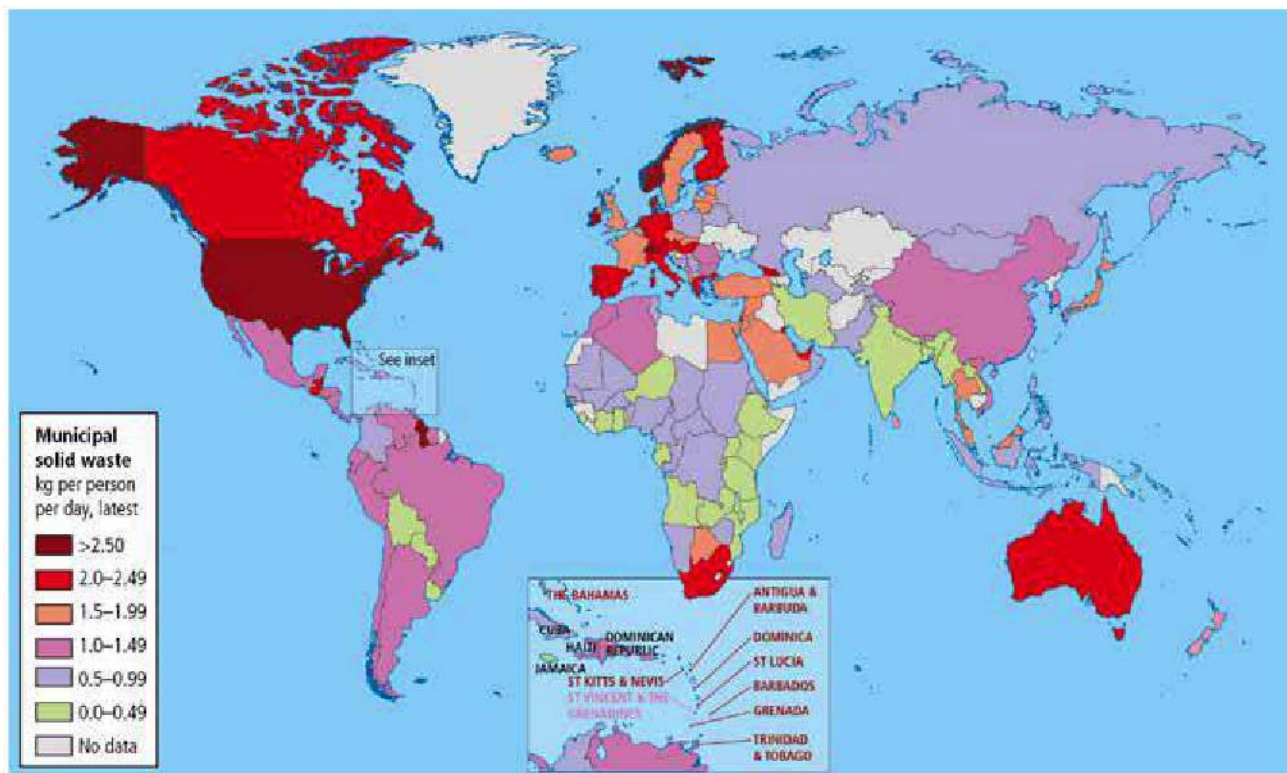 See inset
Municipal
solid waste
kg per person
per day, latest
>2.50
2.0–2.49
1.5–1.99
1.0–1.49
0.5–0.99
0.0–0.49
No data
THE BAHAMAS
ANTIGUA &
BARBUDA
CUBA
HAITI
DOMINICAN
REPUBLIC
DOMINICA
JAMAICA
ST LUCIA
ST KITTS & NEVIS
ST VINCENT & THE
GRENADINES
BARBADOS
GRENADA
TRINIDAD
& TOBAGO